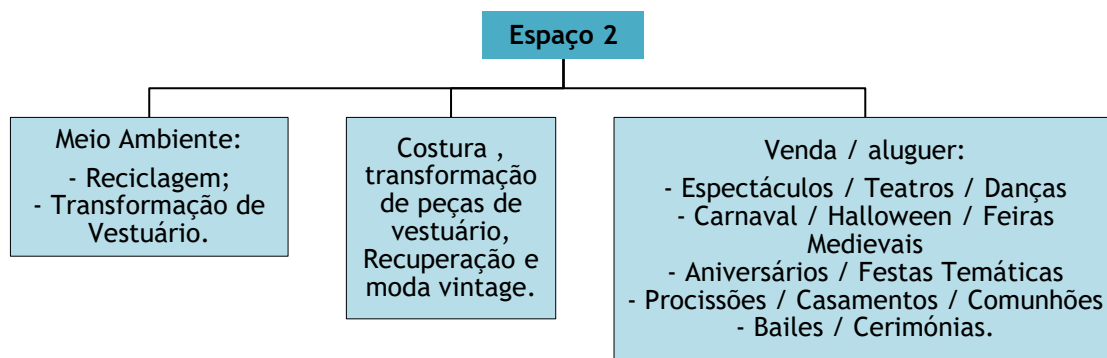 Espaço 2
Meio Ambiente:
- Reciclagem;
- Transformação de
Vestuário.
Costura ,
transformação
de peças de
vestuário,
Recuperação e
moda vintage.
Venda / aluguer:
- Espectáculos / Teatros / Danças
- Carnaval / Halloween / Feiras
Medievais
- Aniversários / Festas Temáticas
- Procissões / Casamentos / Comunhões
- Bailes / Cerimónias.